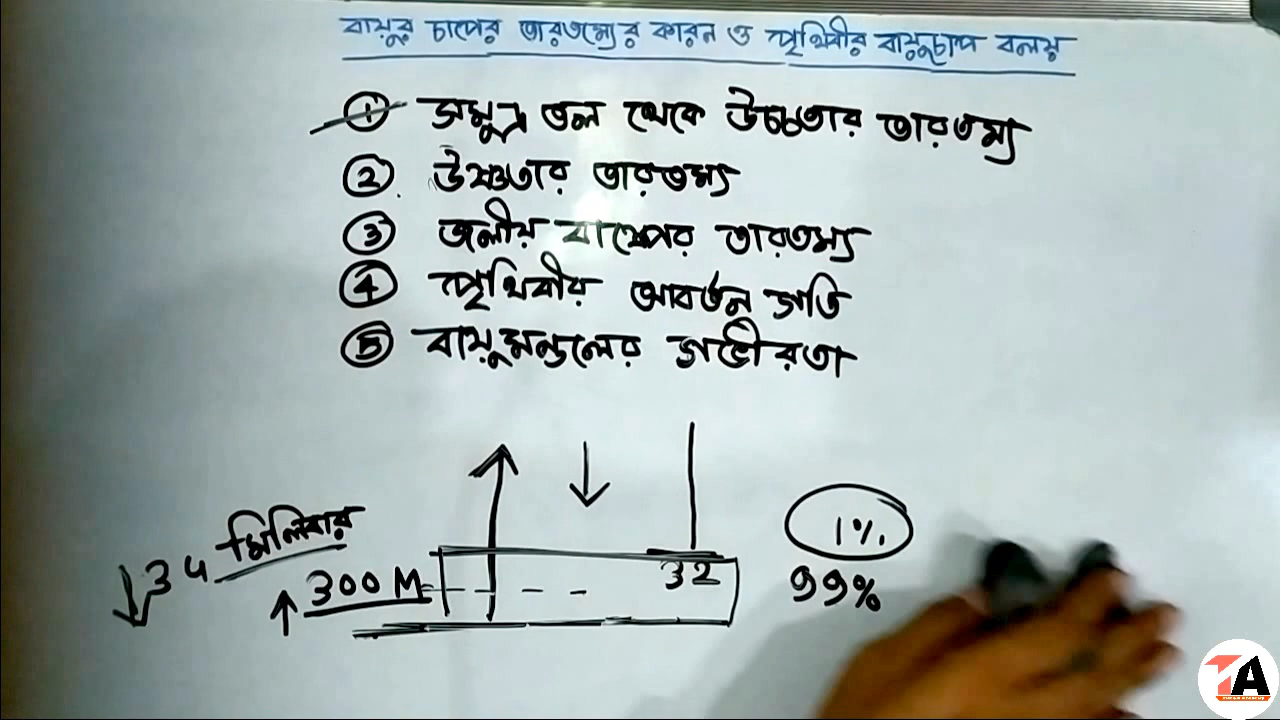 বায়ুর চাপের তারতম্যের কারন ও পৃথিবীর বায়ুচাপ বলয়
① সমুদ্র তল থেকে উচ্চতার তারতম্য
② উষ্ণতার তারতম্য
③ জলীয় বাষ্পের তারতম্য
④ পৃথিবীর আবর্তন গতি
⑤ বায়ুমন্ডলের গভীরতা
34 মিলিবার
300 M
32
1%
99%
TA